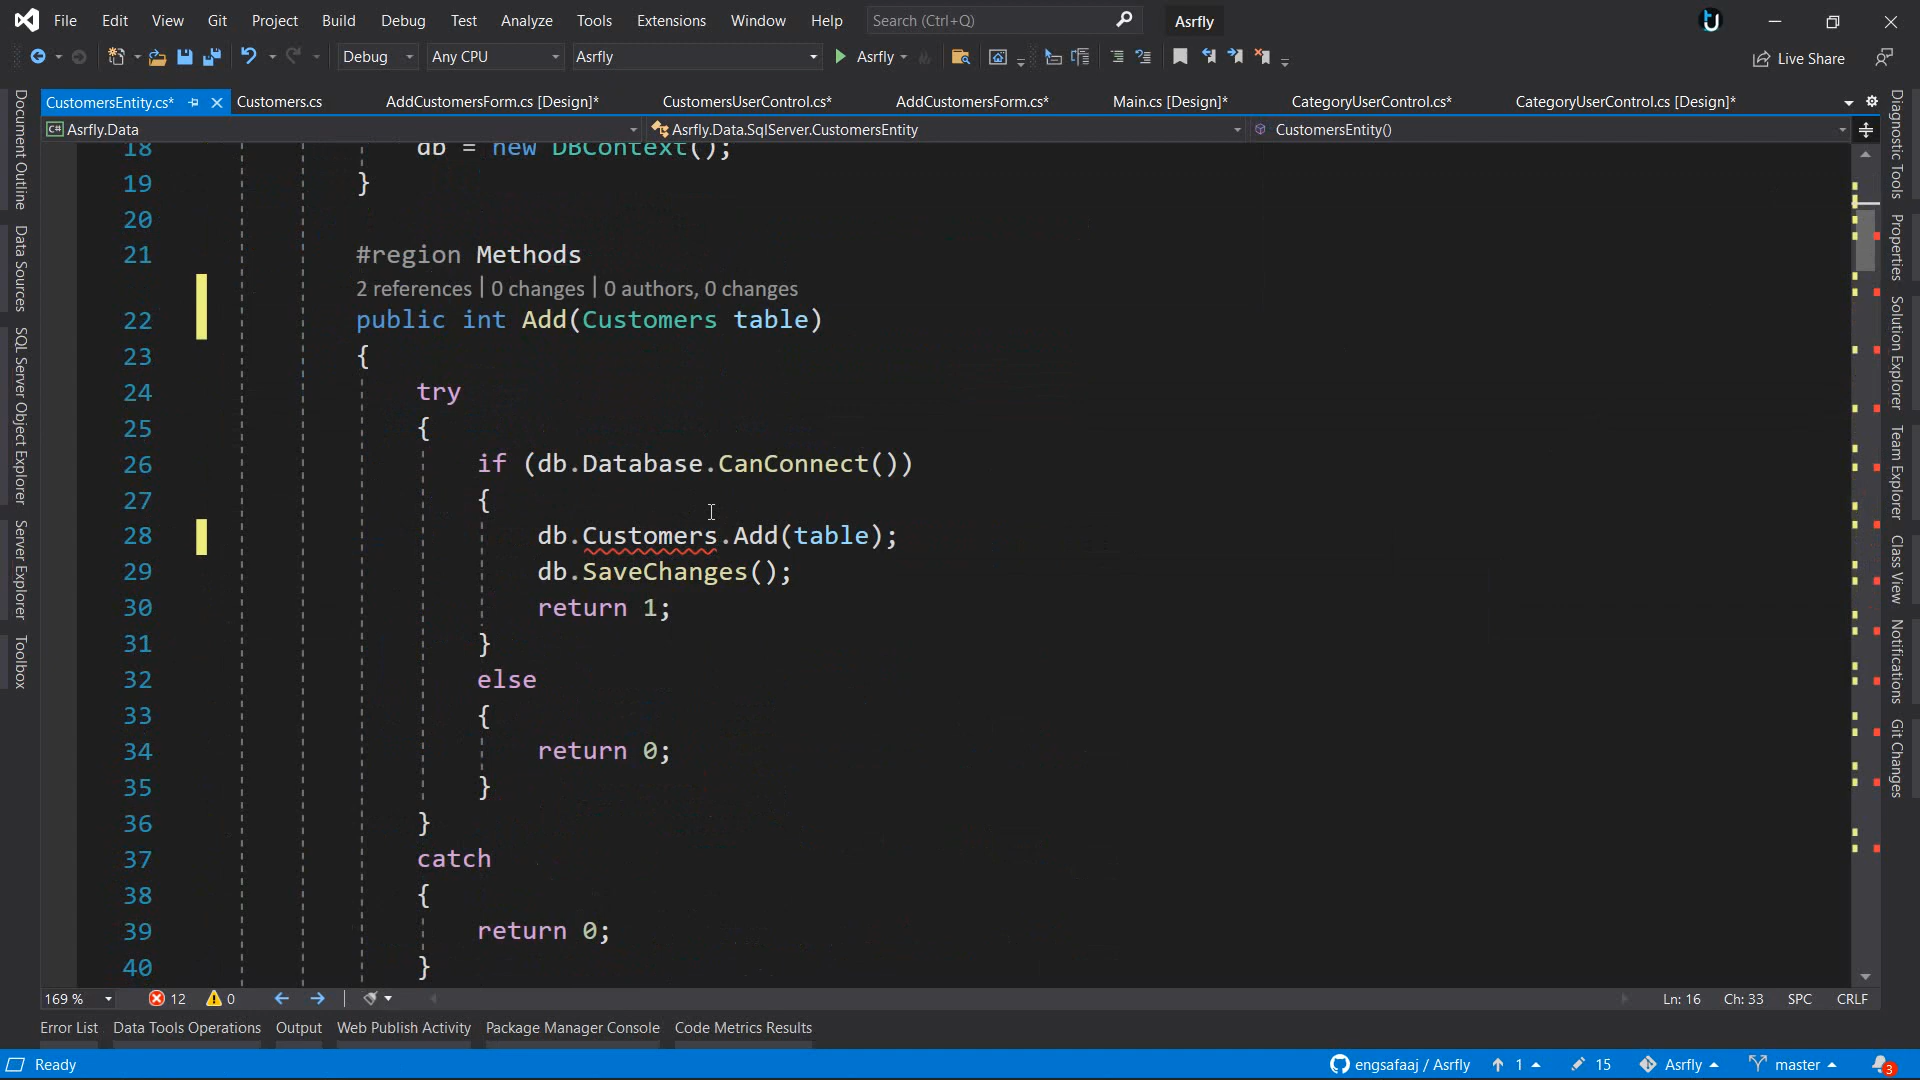 File Edit View Git Project Build Debug Test Analyze Tools Extensions Window Help Search (Ctrl+Q) Asrfly
Debug Any CPU Asrfly Asrfly Live Share
CustomersEntity.cs* Customers.cs AddCustomersForm.cs [Design]* CustomersUserControl.cs* AddCustomersForm.cs* Main.cs [Design]* CategoryUserControl.cs* CategoryUserControl.cs [Design]*
C# Asrfly.Data Asrfly.Data.SqlServer.CustomersEntity CustomersEntity()
18 db = new DBContext();
19 }
20
21 #region Methods
2 references | 0 changes | 0 authors, 0 changes
22 public int Add(Customers table)
23 {
24 try
25 {
26 if (db.Database.CanConnect())
27 {
28 db.Customers.Add(table);
29 db.SaveChanges();
30 return 1;
31 }
32 else
33 {
34 return 0;
35 }
36 }
37 catch
38 {
39 return 0;
40 }
Document Outline
Data Sources
SQL Server Object Explorer
Server Explorer
Toolbox
Diagnostic Tools
Properties
Solution Explorer
Team Explorer
Class View
Notifications
Git Changes
169 % 12 0 Ln: 16 Ch: 33 SPC CRLF
Error List Data Tools Operations Output Web Publish Activity Package Manager Console Code Metrics Results
Ready engsafaaj / Asrfly 1 15 Asrfly master 3